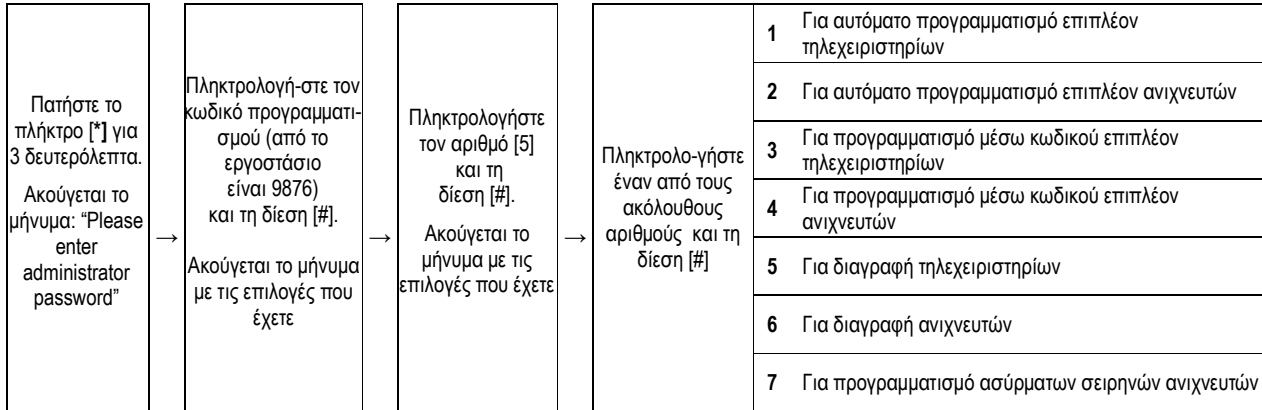 Πατήστε το
πλήκτρο [*] για
3 δευτερόλεπτα.
Ακούγεται το
μήνυμα: “Please
enter
administrator
password”
→
Πληκτρολογή-στε τον
κωδικό προγραμματι-
σμού (από το
εργοστάσιο
είναι 9876)
και τη δίεση [#].
Ακούγεται το μήνυμα
με τις επιλογές που
έχετε
→
Πληκτρολογήστε
τον αριθμό [5]
και τη
δίεση [#].
Ακούγεται το
μήνυμα με τις
επιλογές που έχετε
→
Πληκτρολο-γήστε
έναν από τους
ακόλουθους
αριθμούς και τη
δίεση [#]
1 Για αυτόματο προγραμματισμό επιπλέον
τηλεχειριστηρίων
2 Για αυτόματο προγραμματισμό επιπλέον ανιχνευτών
3 Για προγραμματισμό μέσω κωδικού επιπλέον
τηλεχειριστηρίων
4 Για προγραμματισμό μέσω κωδικού επιπλέον
ανιχνευτών
5 Για διαγραφή τηλεχειριστηρίων
6 Για διαγραφή ανιχνευτών
7 Για προγραμματισμό ασύρματων σειρηνών ανιχνευτών